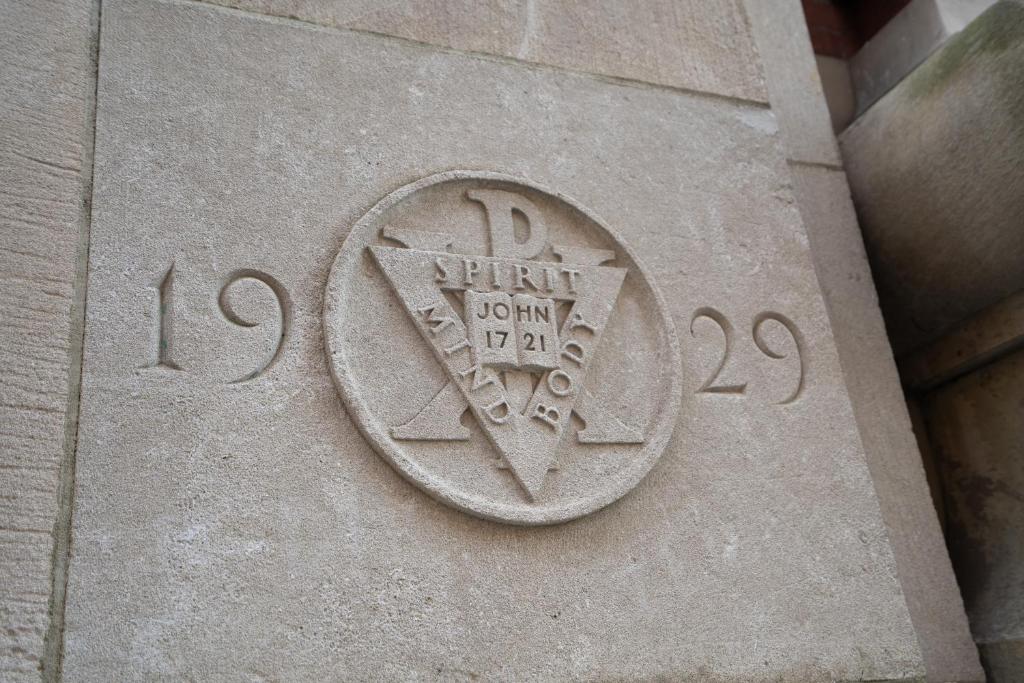 19 29
SPIRIT
MIND
BODY
JOHN
17 21